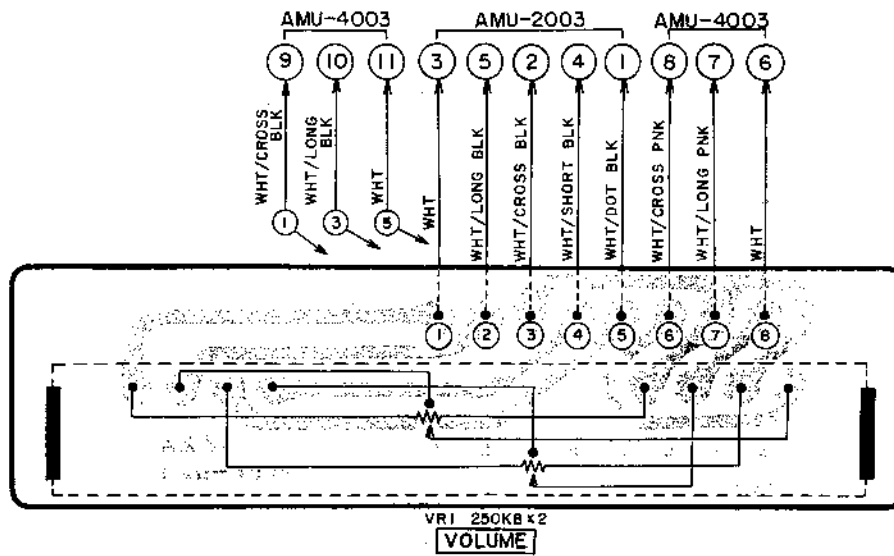 AMU-4003 AMU-2003 AMU-4003
9 10 11 3 5 2 4 1 8 7 6
WHT/CROSS BLK
WHT/LONG BLK
WHT
WHT
WHT/LONG BLK
WHT/CROSS BLK
WHT/SHORT BLK
WHT/DOT BLK
WHT/CROSS PNK
WHT/LONG PNK
WHT
1 3 5
1 2 3 4 5 6 7 8
VR1 250KB×2
VOLUME